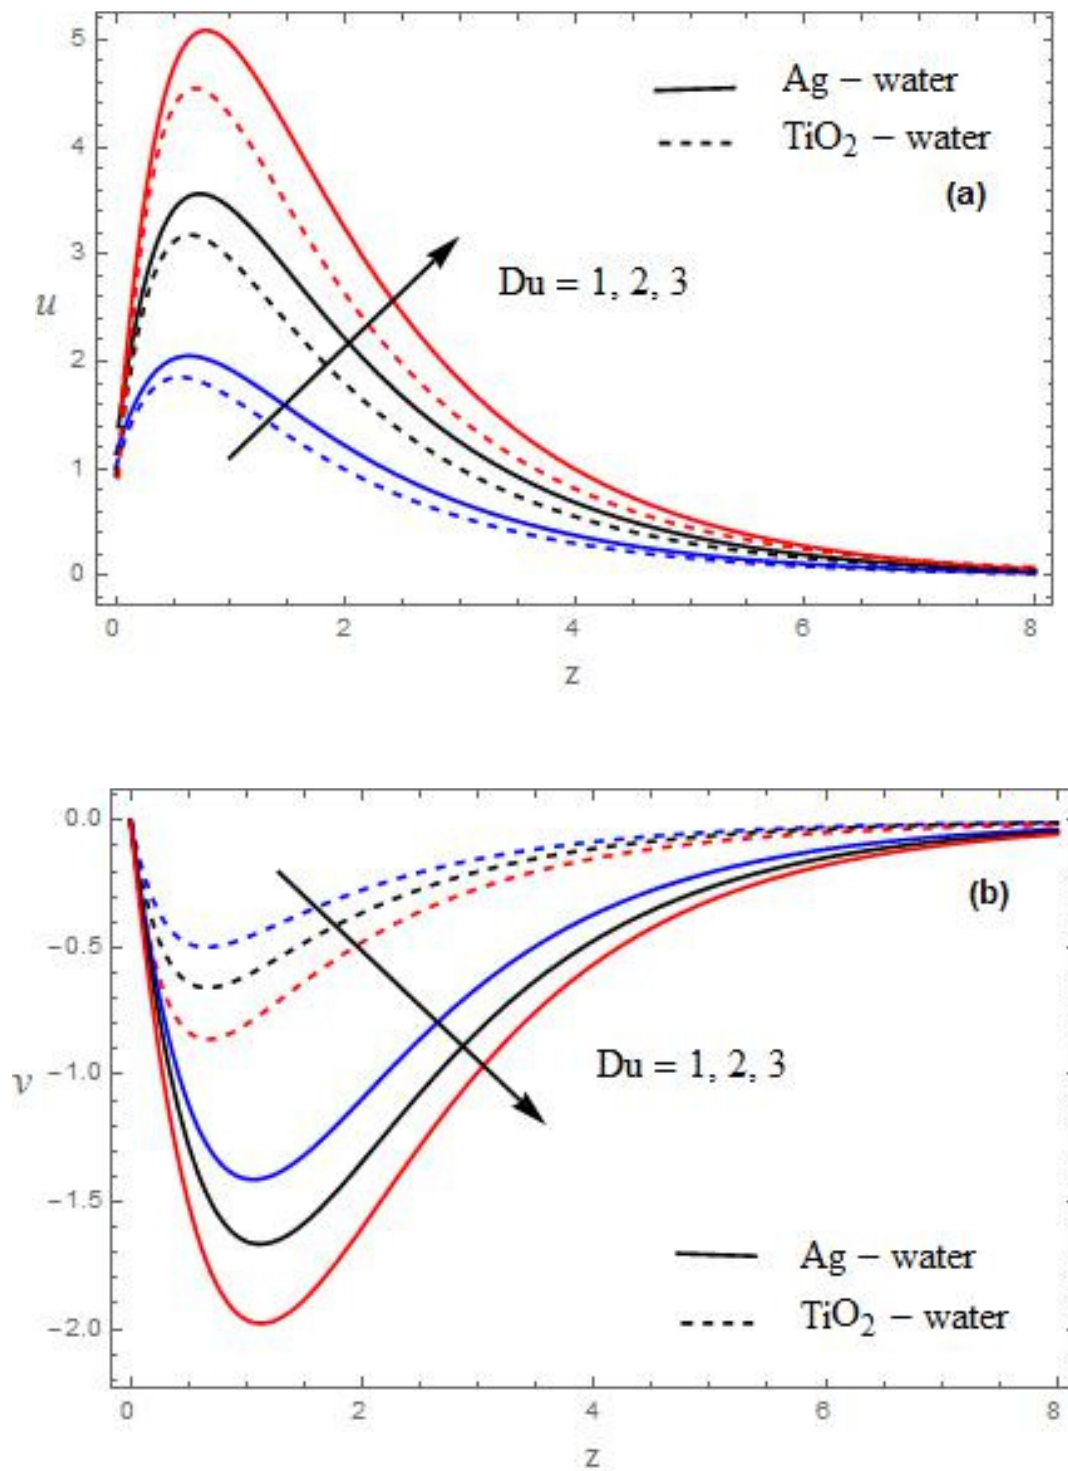 5
Ag – water
4
TiO₂ – water
(a)
3
Du = 1, 2, 3
u
2
1
0
0 2 4 6 8
z
0.0
(b)
−0.5
Du = 1, 2, 3
−1.0
v
−1.5
Ag – water
TiO₂ – water
−2.0
0 2 4 6 8
z